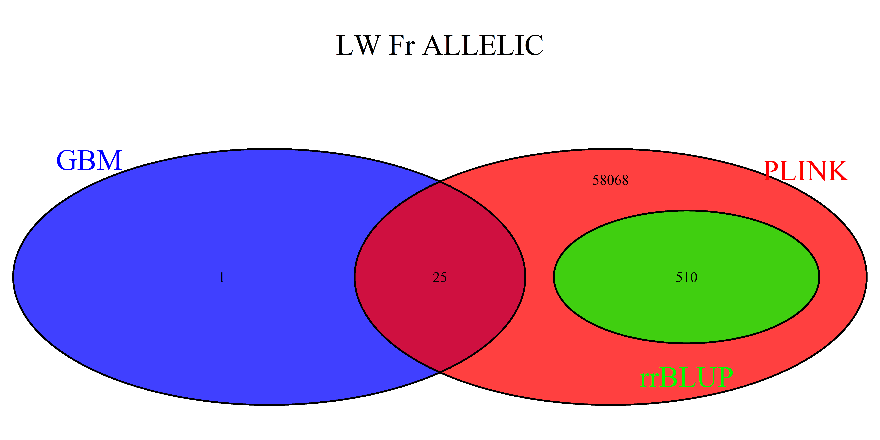 LW Fr ALLELIC
GBM
PLINK
58068
1
25
510
rrBLUP